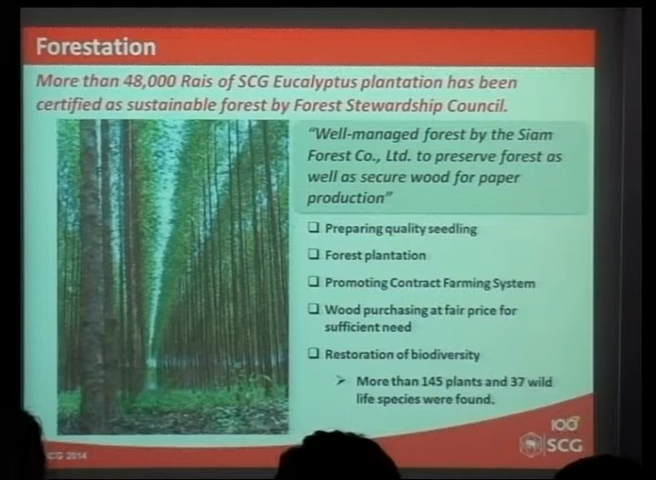 Forestation
More than 48,000 Rais of SCG Eucalyptus plantation has been
certified as sustainable forest by Forest Stewardship Council.
"Well-managed forest by the Siam
Forest Co., Ltd. to preserve forest as
well as secure wood for paper
production"
Preparing quality seedling
Forest plantation
Promoting Contract Farming System
Wood purchasing at fair price for
sufficient need
Restoration of biodiversity
More than 145 plants and 37 wild
life species were found.
100
SCG
2014